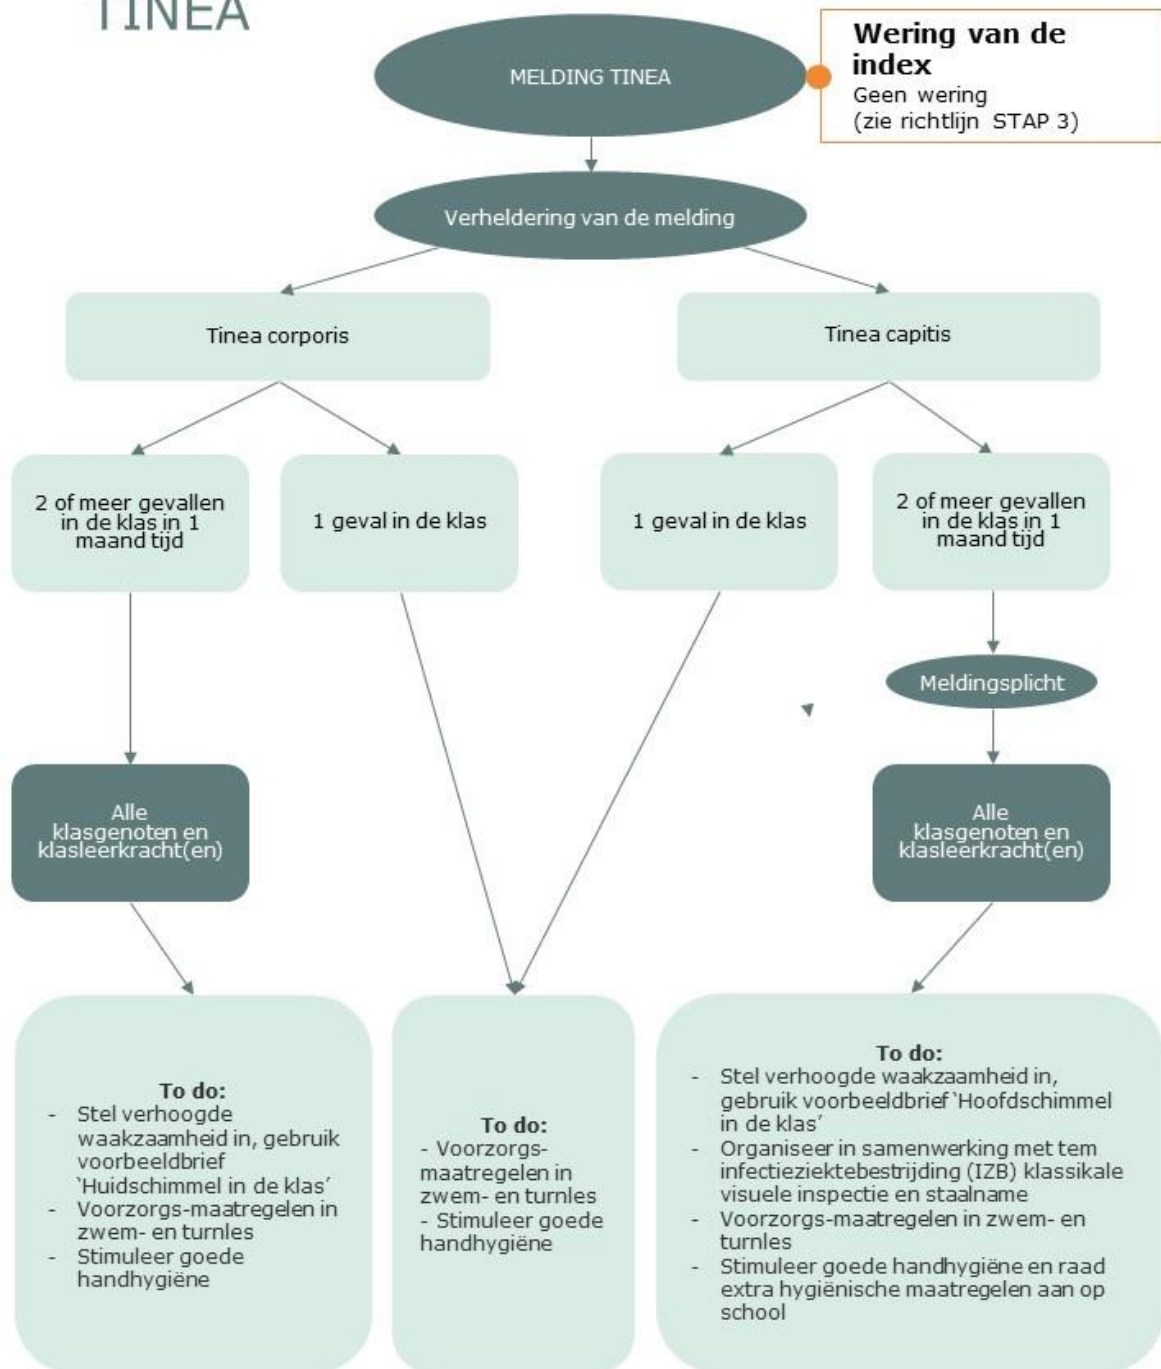 TINEA
MELDING TINEA
Wering van de
index
Geen wering
(zie richtlijn STAP 3)
Verheldering van de melding
Tinea corporis
Tinea capitis
2 of meer gevallen
in de klas in 1
maand tijd
1 geval in de klas
1 geval in de klas
2 of meer gevallen
in de klas in 1
maand tijd
Meldingsplicht
Alle
klasgenoten en
klasleerkracht(en)
Alle
klasgenoten en
klasleerkracht(en)
To do:
- Stel verhoogde
waakzaamheid in, gebruik
voorbeeldbrief
‘Huidschimmel in de klas’
- Voorzorgs-maatregelen in
zwem- en turnles
- Stimuleer goede
handhygiëne
To do:
- Voorzorgs-
maatregelen in
zwem- en turnles
- Stimuleer goede
handhygiëne
To do:
- Stel verhoogde waakzaamheid in,
gebruik voorbeeldbrief ‘Hoofdschimmel
in de klas’
- Organiseer in samenwerking met tem
infectieziektebestrijding (IZB) klassikale
visuele inspectie en staalname
- Voorzorgs-maatregelen in zwem- en
turnles
- Stimuleer goede handhygiëne en raad
extra hygiënische maatregelen aan op
school